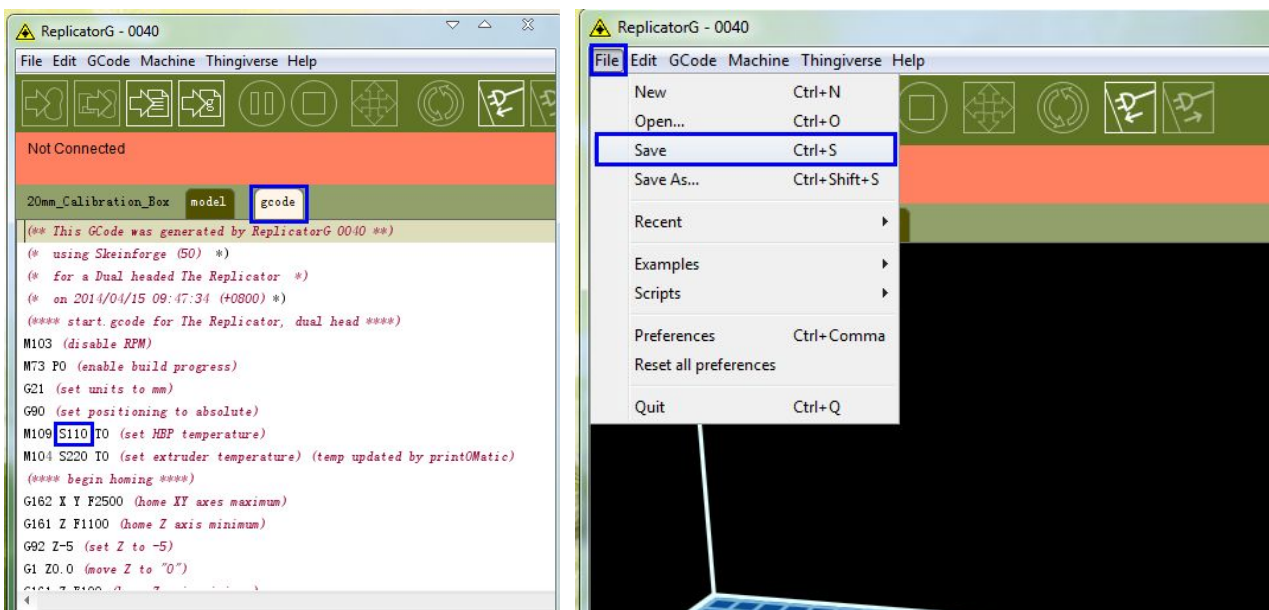 ReplicatorG - 0040
File Edit GCode Machine Thingiverse Help
Not Connected
20mm_Calibration_Box model gcode
(** This GCode was generated by ReplicatorG 0040 **)
(* using Skeinforge (50) *)
(* for a Dual headed The Replicator *)
(* on 2014/04/15 09:47:34 (+0800) *)
(**** start.gcode for The Replicator, dual head ****)
M103 (disable RPM)
M73 P0 (enable build progress)
G21 (set units to mm)
G90 (set positioning to absolute)
M109 S110 T0 (set HBP temperature)
M104 S220 T0 (set extruder temperature) (temp updated by printOMatic)
(**** begin homing ****)
G162 X Y F2500 (home XY axes maximum)
G161 Z F1100 (home Z axis minimum)
G92 Z-5 (set Z to -5)
G1 Z0.0 (move Z to "0")
ReplicatorG - 0040
File Edit GCode Machine Thingiverse Help
New Ctrl+N
Open... Ctrl+O
Save Ctrl+S
Save As... Ctrl+Shift+S
Recent
Examples
Scripts
Preferences Ctrl+Comma
Reset all preferences
Quit Ctrl+Q